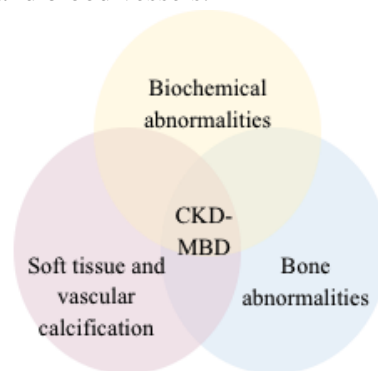 Biochemical
abnormalities
CKD-
MBD
Soft tissue and
vascular
calcification
Bone
abnormalities